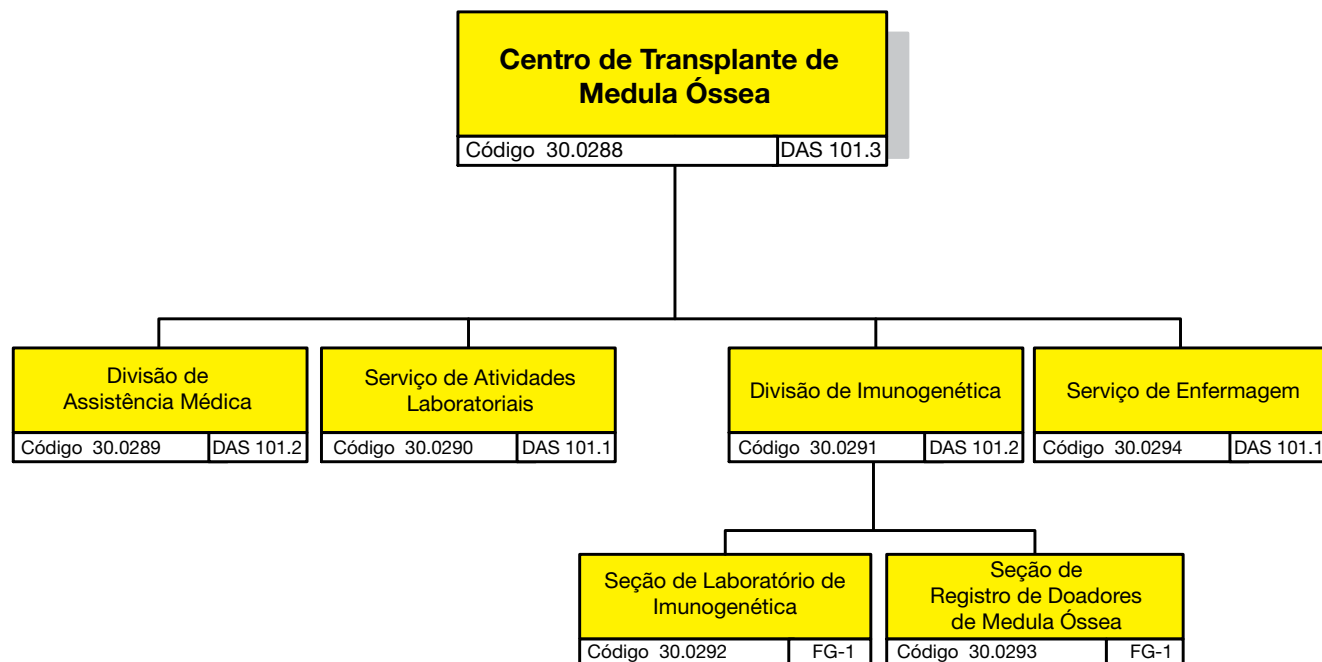 Centro de Transplante de
Medula Óssea
Código 30.0288 DAS 101.3
Divisão de
Assistência Médica
Código 30.0289 DAS 101.2
Serviço de Atividades
Laboratoriais
Código 30.0290 DAS 101.1
Divisão de Imunogenética
Código 30.0291 DAS 101.2
Serviço de Enfermagem
Código 30.0294 DAS 101.1
Seção de Laboratório de
Imunogenética
Código 30.0292 FG-1
Seção de
Registro de Doadores
de Medula Óssea
Código 30.0293 FG-1